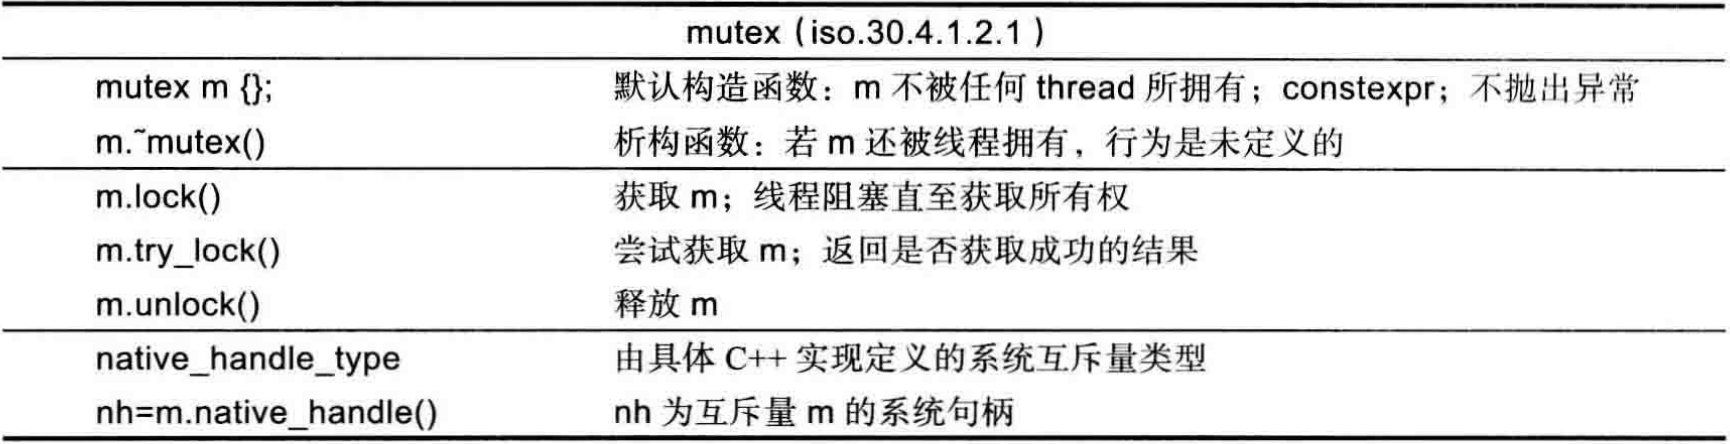 mutex（iso.30.4.1.2.1）
mutex m {}; 默认构造函数：m 不被任何 thread 所拥有；constexpr；不抛出异常
m.~mutex() 析构函数：若 m 还被线程拥有，行为是未定义的
m.lock() 获取 m；线程阻塞直至获取所有权
m.try_lock() 尝试获取 m；返回是否获取成功的结果
m.unlock() 释放 m
native_handle_type 由具体 C++ 实现定义的系统互斥量类型
nh=m.native_handle() nh 为互斥量 m 的系统句柄